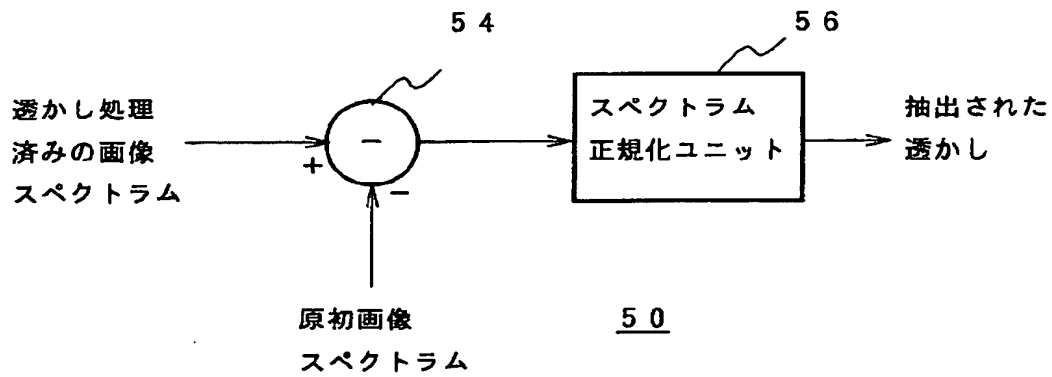 ５４
５６
透かし処理
済みの画像
スペクトラム
+
−
−
スペクトラム
正規化ユニット
抽出された
透かし
原初画像
スペクトラム
５０